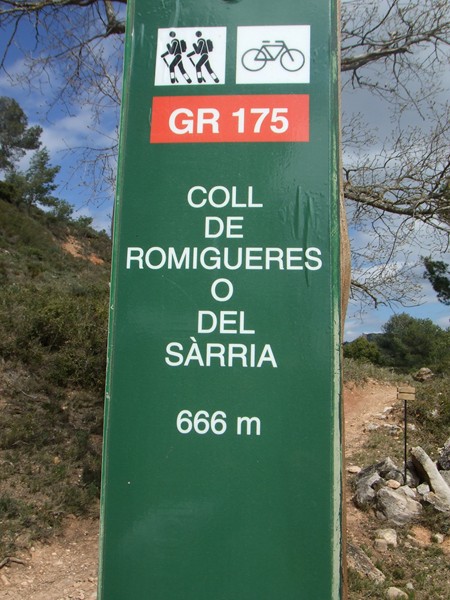 GR 175
COLL
DE
ROMIGUERES
O
DEL
SÀRRIA
666 m